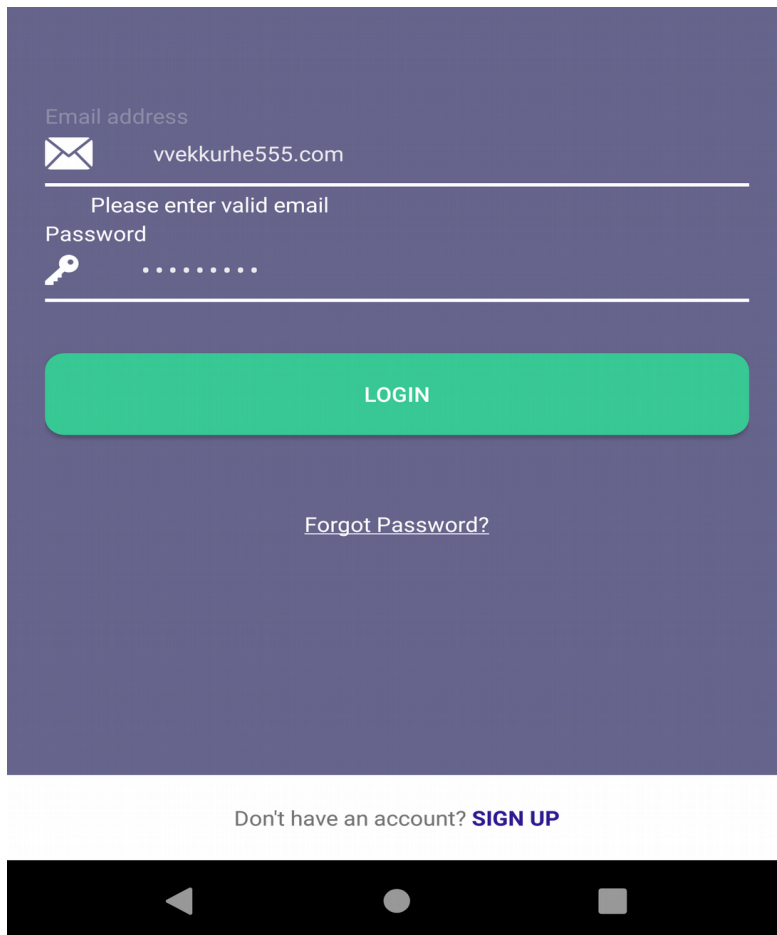 Email address
vvekkurhe555.com
Please enter valid email
Password
•••••••••
LOGIN
Forgot Password?
Don't have an account? SIGN UP